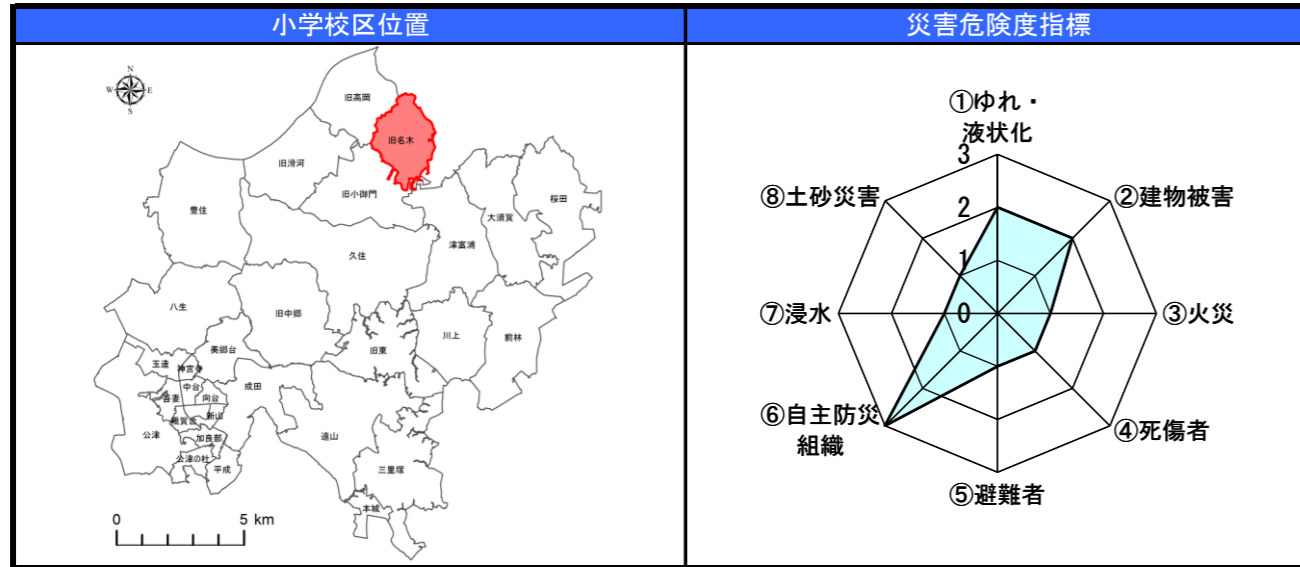 小学校区位置
災害危険度指標
N
W
E
S
旧高岡
旧名木
旧滑河
旧小御門
豊住
桜田
大須賀
津富浦
久住
八生
旧中郷
川上
前林
旧東
美郷台
玉造
神宮寺
成田
中台
吾妻
向台
新山
橋賀台
公津
加良部
遠山
公津の杜
平成
三里塚
本城
0
5 km
①ゆれ・
液状化
3
②建物被害
⑧土砂災害
2
1
⑦浸水
0
③火災
⑥自主防災
組織
④死傷者
⑤避難者